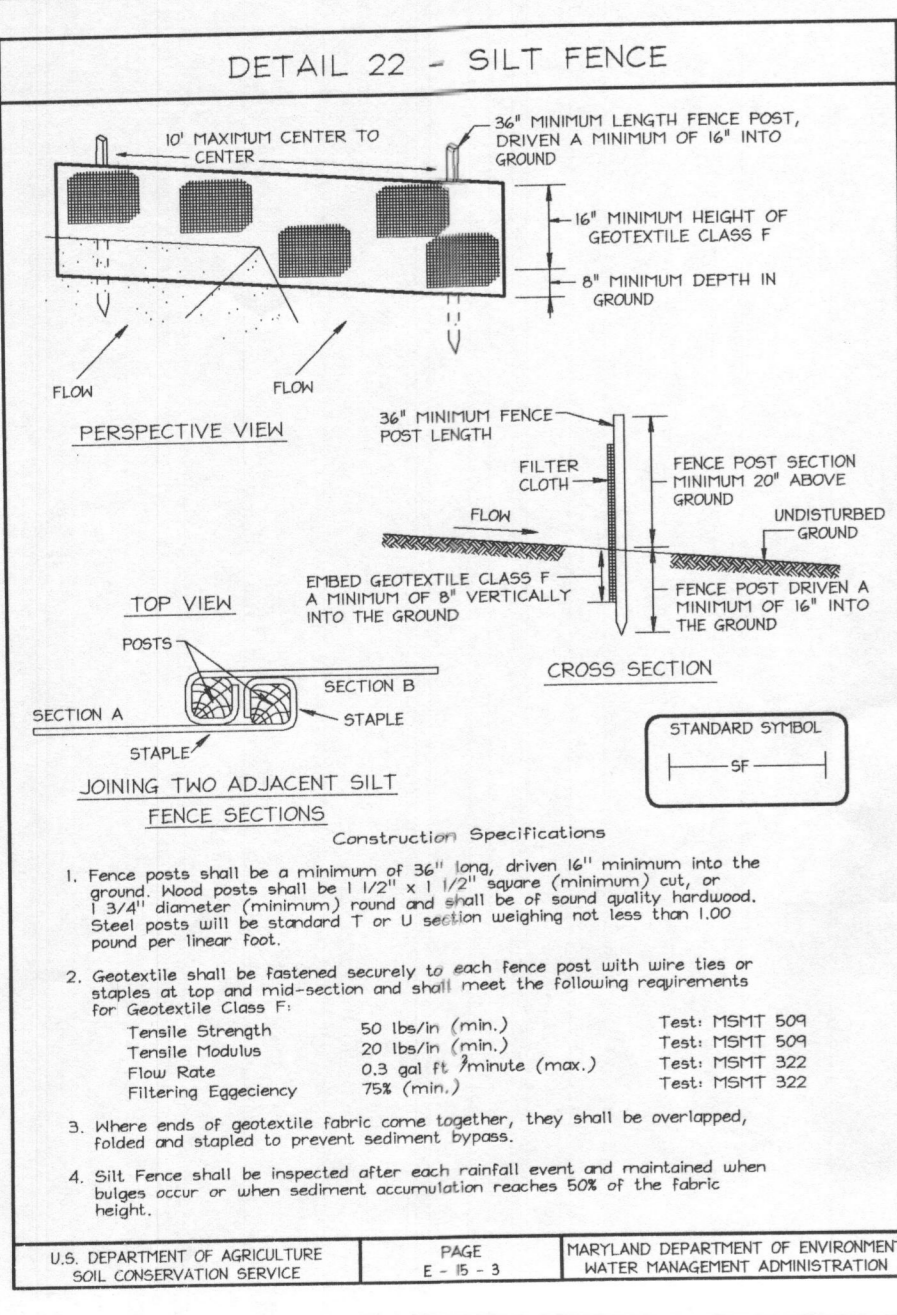 DETAIL 22 - SILT FENCE
10' MAXIMUM CENTER TO
CENTER
36" MINIMUM LENGTH FENCE POST,
DRIVEN A MINIMUM OF 16" INTO
GROUND
16" MINIMUM HEIGHT OF
GEOTEXTILE CLASS F
8" MINIMUM DEPTH IN
GROUND
FLOW
FLOW
PERSPECTIVE VIEW
36" MINIMUM FENCE
POST LENGTH
FILTER
CLOTH
FENCE POST SECTION
MINIMUM 20" ABOVE
GROUND
FLOW
UNDISTURBED
GROUND
EMBED GEOTEXTILE CLASS F
A MINIMUM OF 8" VERTICALLY
INTO THE GROUND
FENCE POST DRIVEN A
MINIMUM OF 16" INTO
THE GROUND
CROSS SECTION
TOP VIEW
POSTS
SECTION B
SECTION A
STAPLE
STAPLE
JOINING TWO ADJACENT SILT
FENCE SECTIONS
STANDARD SYMBOL
SF
Construction Specifications
1. Fence posts shall be a minimum of 36" long, driven 16" minimum into the
ground. Wood posts shall be 1 1/2" x 1 1/2" square (minimum) cut, or
1 3/4" diameter (minimum) round and shall be of sound quality hardwood.
Steel posts will be standard T or U section weighing not less than 1.00
pound per linear foot.
2. Geotextile shall be fastened securely to each fence post with wire ties or
staples at top and mid-section and shall meet the following requirements
for Geotextile Class F:
Tensile Strength 50 lbs/in (min.) Test: MSMT 509
Tensile Modulus 20 lbs/in (min.) Test: MSMT 509
Flow Rate 0.3 gal ft ²/minute (max.) Test: MSMT 322
Filtering Eggeciency 75% (min.) Test: MSMT 322
3. Where ends of geotextile fabric come together, they shall be overlapped,
folded and stapled to prevent sediment bypass.
4. Silt Fence shall be inspected after each rainfall event and maintained when
bulges occur or when sediment accumulation reaches 50% of the fabric
height.
U.S. DEPARTMENT OF AGRICULTURE
SOIL CONSERVATION SERVICE
PAGE
E - 15 - 3
MARYLAND DEPARTMENT OF ENVIRONMENT
WATER MANAGEMENT ADMINISTRATION